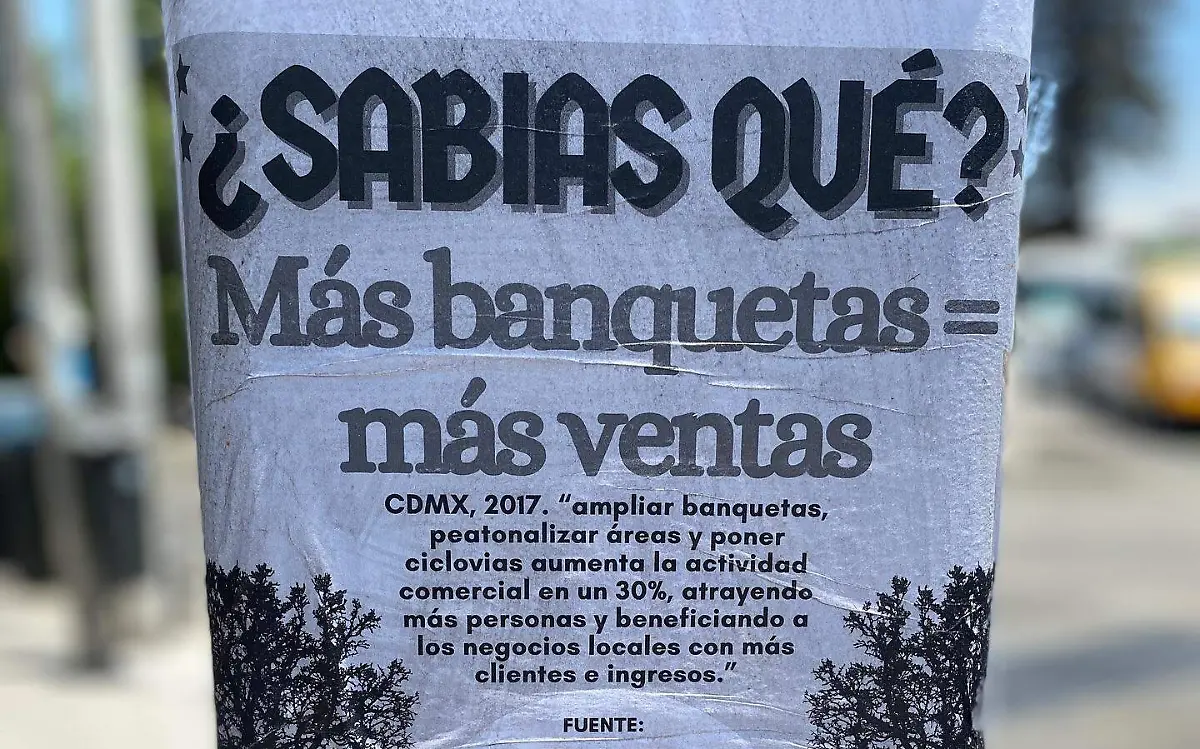 ¿SABIAS QUÉ?
Más banquetas =
más ventas
CDMX, 2017. “ampliar banquetas,
peatonalizar áreas y poner
ciclovias aumenta la actividad
comercial en un 30%, atrayendo
más personas y beneficiando a
los negocios locales con más
clientes e ingresos.”
FUENTE: